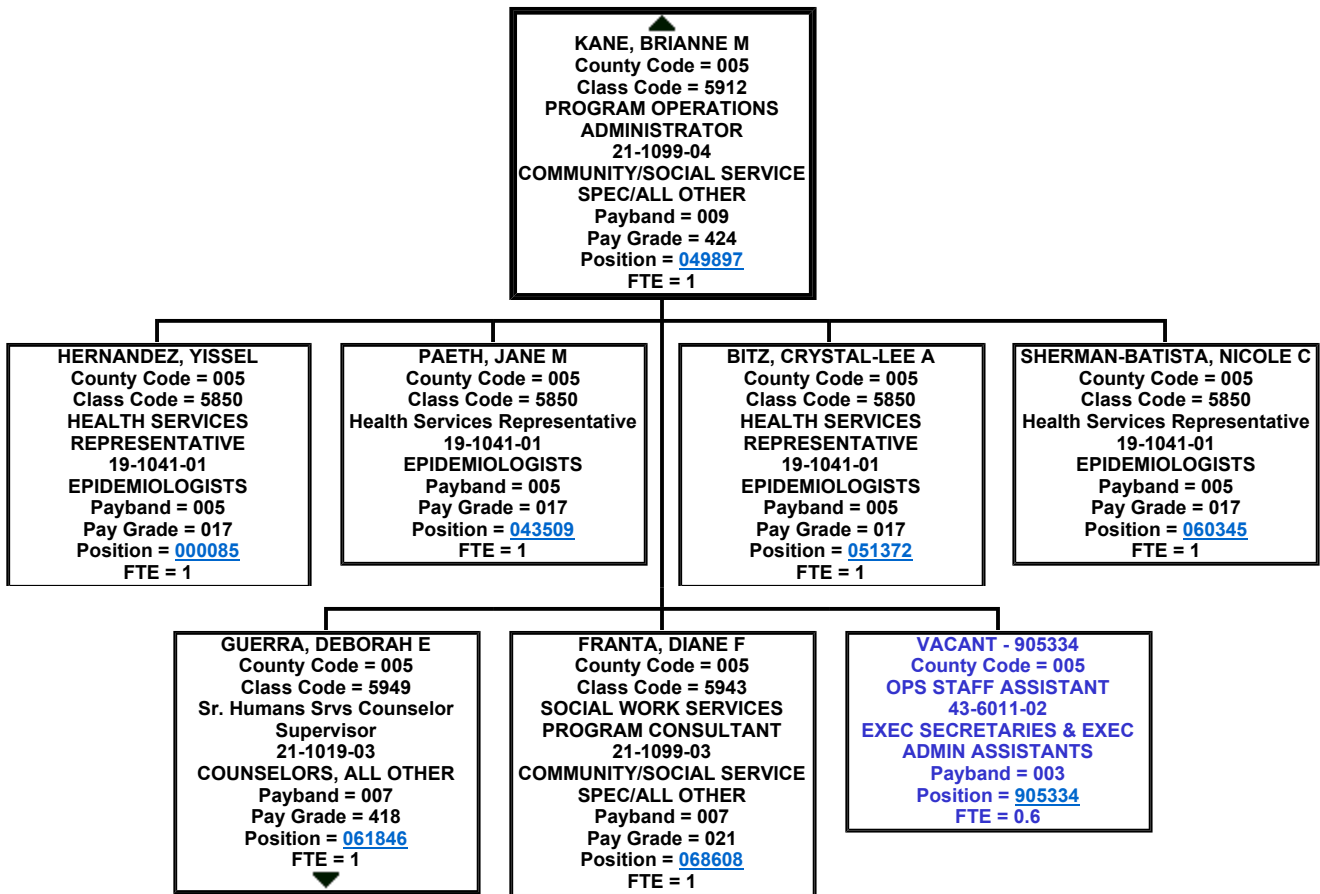 KANE, BRIANNE M
County Code = 005
Class Code = 5912
PROGRAM OPERATIONS
ADMINISTRATOR
21-1099-04
COMMUNITY/SOCIAL SERVICE
SPEC/ALL OTHER
Payband = 009
Pay Grade = 424
Position = 049897
FTE = 1
HERNANDEZ, YISSEL
County Code = 005
Class Code = 5850
HEALTH SERVICES
REPRESENTATIVE
19-1041-01
EPIDEMIOLOGISTS
Payband = 005
Pay Grade = 017
Position = 000085
FTE = 1
PAETH, JANE M
County Code = 005
Class Code = 5850
Health Services Representative
19-1041-01
EPIDEMIOLOGISTS
Payband = 005
Pay Grade = 017
Position = 043509
FTE = 1
BITZ, CRYSTAL-LEE A
County Code = 005
Class Code = 5850
HEALTH SERVICES
REPRESENTATIVE
19-1041-01
EPIDEMIOLOGISTS
Payband = 005
Pay Grade = 017
Position = 051372
FTE = 1
SHERMAN-BATISTA, NICOLE C
County Code = 005
Class Code = 5850
Health Services Representative
19-1041-01
EPIDEMIOLOGISTS
Payband = 005
Pay Grade = 017
Position = 060345
FTE = 1
GUERRA, DEBORAH E
County Code = 005
Class Code = 5949
Sr. Humans Srvs Counselor
Supervisor
21-1019-03
COUNSELORS, ALL OTHER
Payband = 007
Pay Grade = 418
Position = 061846
FTE = 1
FRANTA, DIANE F
County Code = 005
Class Code = 5943
SOCIAL WORK SERVICES
PROGRAM CONSULTANT
21-1099-03
COMMUNITY/SOCIAL SERVICE
SPEC/ALL OTHER
Payband = 007
Pay Grade = 021
Position = 068608
FTE = 1
VACANT - 905334
County Code = 005
OPS STAFF ASSISTANT
43-6011-02
EXEC SECRETARIES & EXEC
ADMIN ASSISTANTS
Payband = 003
Position = 905334
FTE = 0.6